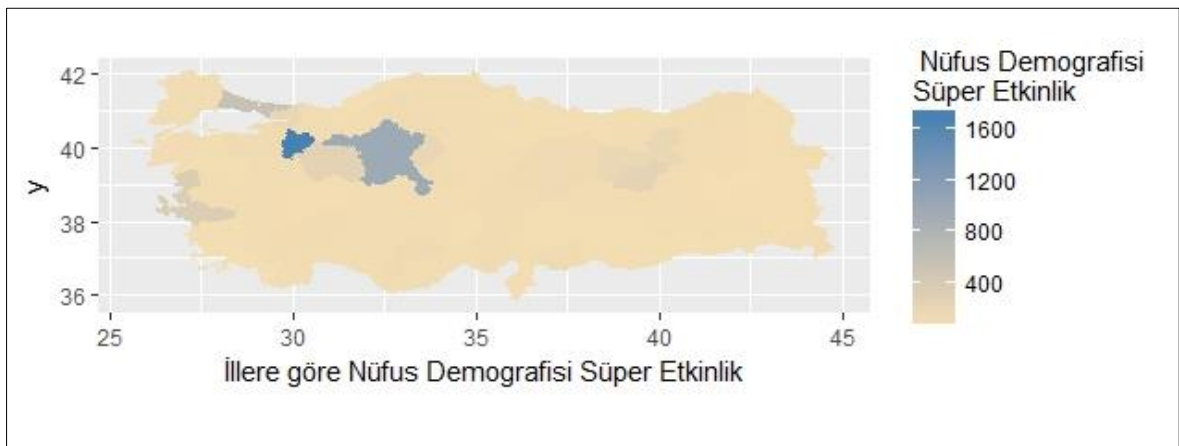 Nüfus Demografisi
Süper Etkinlik
1600
1200
800
400
42
40
38
36
y
25 30 35 40 45
İllere göre Nüfus Demografisi Süper Etkinlik